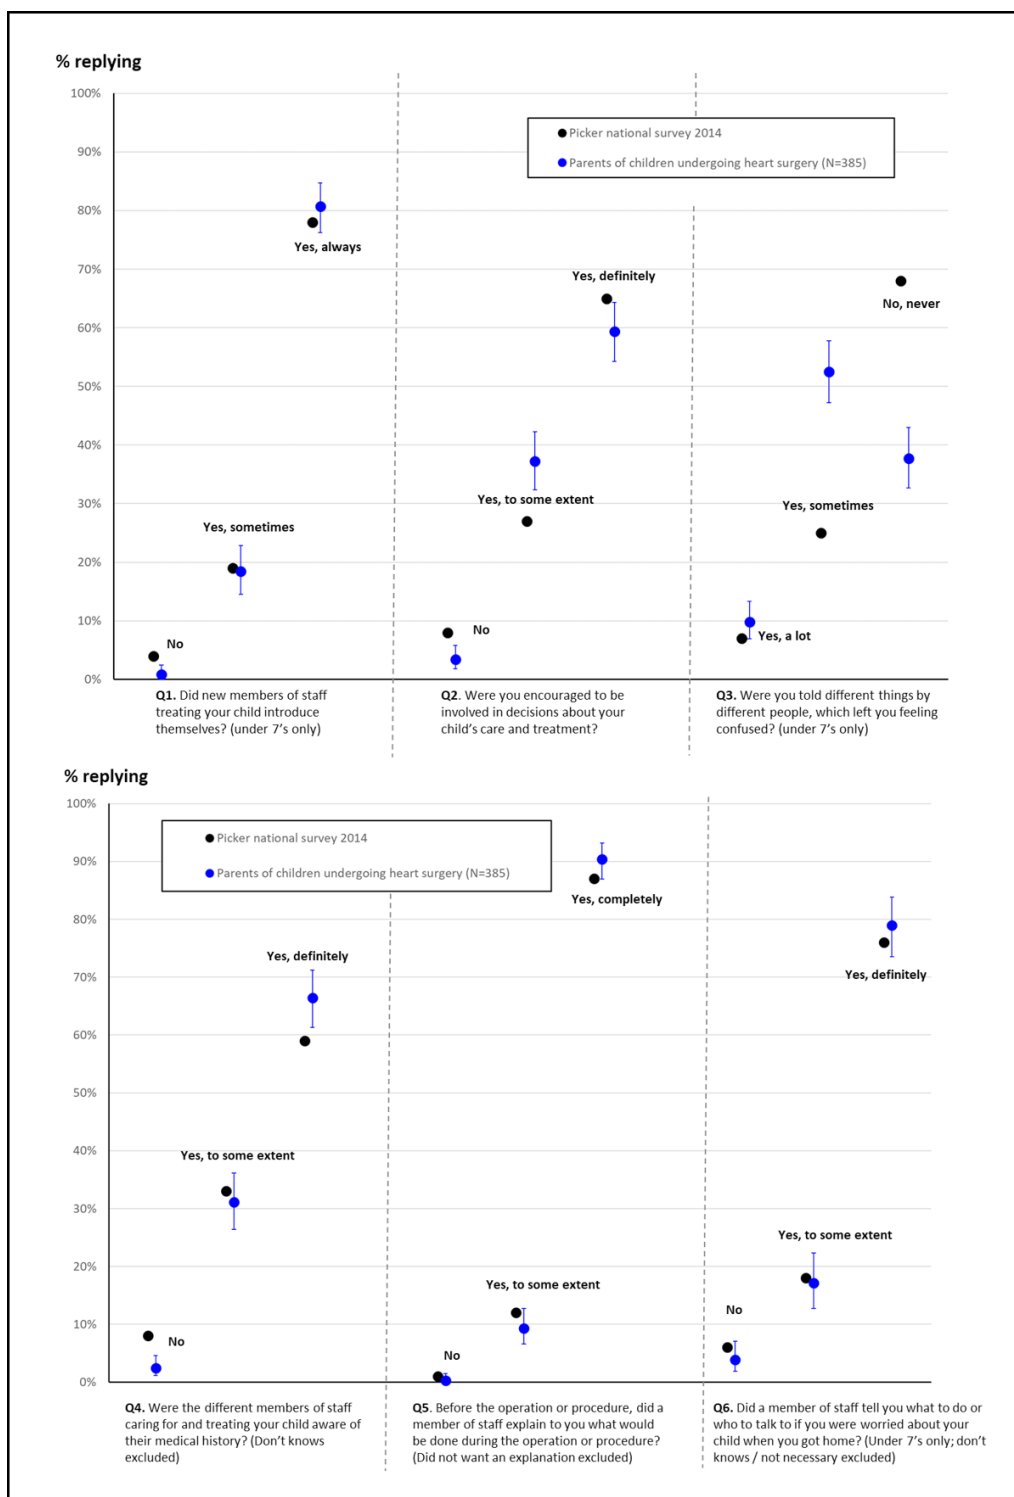 % replying
100%
90%
80%
70%
60%
50%
40%
30%
20%
10%
0%
Picker national survey 2014
Parents of children undergoing heart surgery (N=385)
No
Yes, sometimes
Yes, always
No
Yes, to some extent
Yes, definitely
Yes, a lot
Yes, sometimes
No, never
Q1. Did new members of staff
treating your child introduce
themselves? (under 7's only)
Q2. Were you encouraged to be
involved in decisions about your
child's care and treatment?
Q3. Were you told different things by
different people, which left you feeling
confused? (under 7's only)
% replying
100%
90%
80%
70%
60%
50%
40%
30%
20%
10%
0%
Picker national survey 2014
Parents of children undergoing heart surgery (N=385)
No
Yes, to some extent
Yes, definitely
No
Yes, to some extent
Yes, completely
No
Yes, to some extent
Yes, definitely
Q4. Were the different members of staff
caring for and treating your child aware of
their medical history? (Don't knows
excluded)
Q5. Before the operation or procedure, did a
member of staff explain to you what would
be done during the operation or procedure?
(Did not want an explanation excluded)
Q6. Did a member of staff tell you what to do or
who to talk to if you were worried about your
child when you got home? (Under 7's only; don't
knows / not necessary excluded)